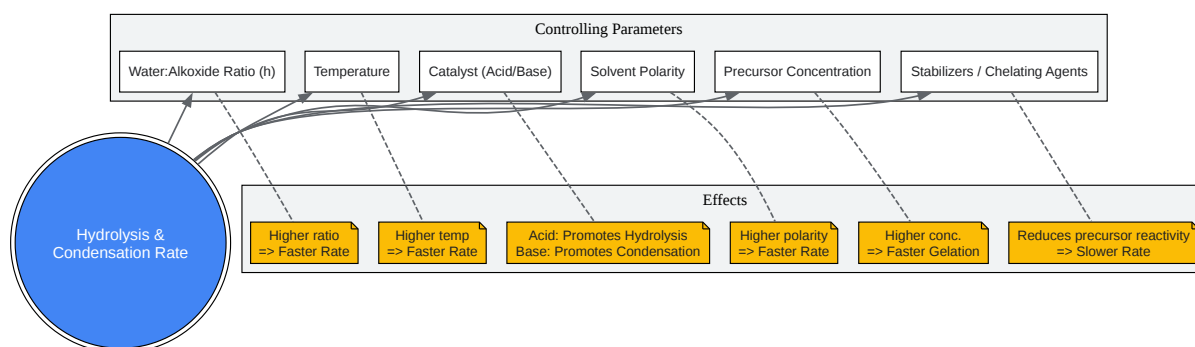 Controlling Parameters
Water:Alkoxide Ratio (h)
Temperature
Catalyst (Acid/Base)
Solvent Polarity
Precursor Concentration
Stabilizers / Chelating Agents
Hydrolysis &
Condensation Rate
Effects
Higher ratio
=> Faster Rate
Higher temp
=> Faster Rate
Acid: Promotes Hydrolysis
Base: Promotes Condensation
Higher polarity
=> Faster Rate
Higher conc.
=> Faster Gelation
Reduces precursor reactivity
=> Slower Rate